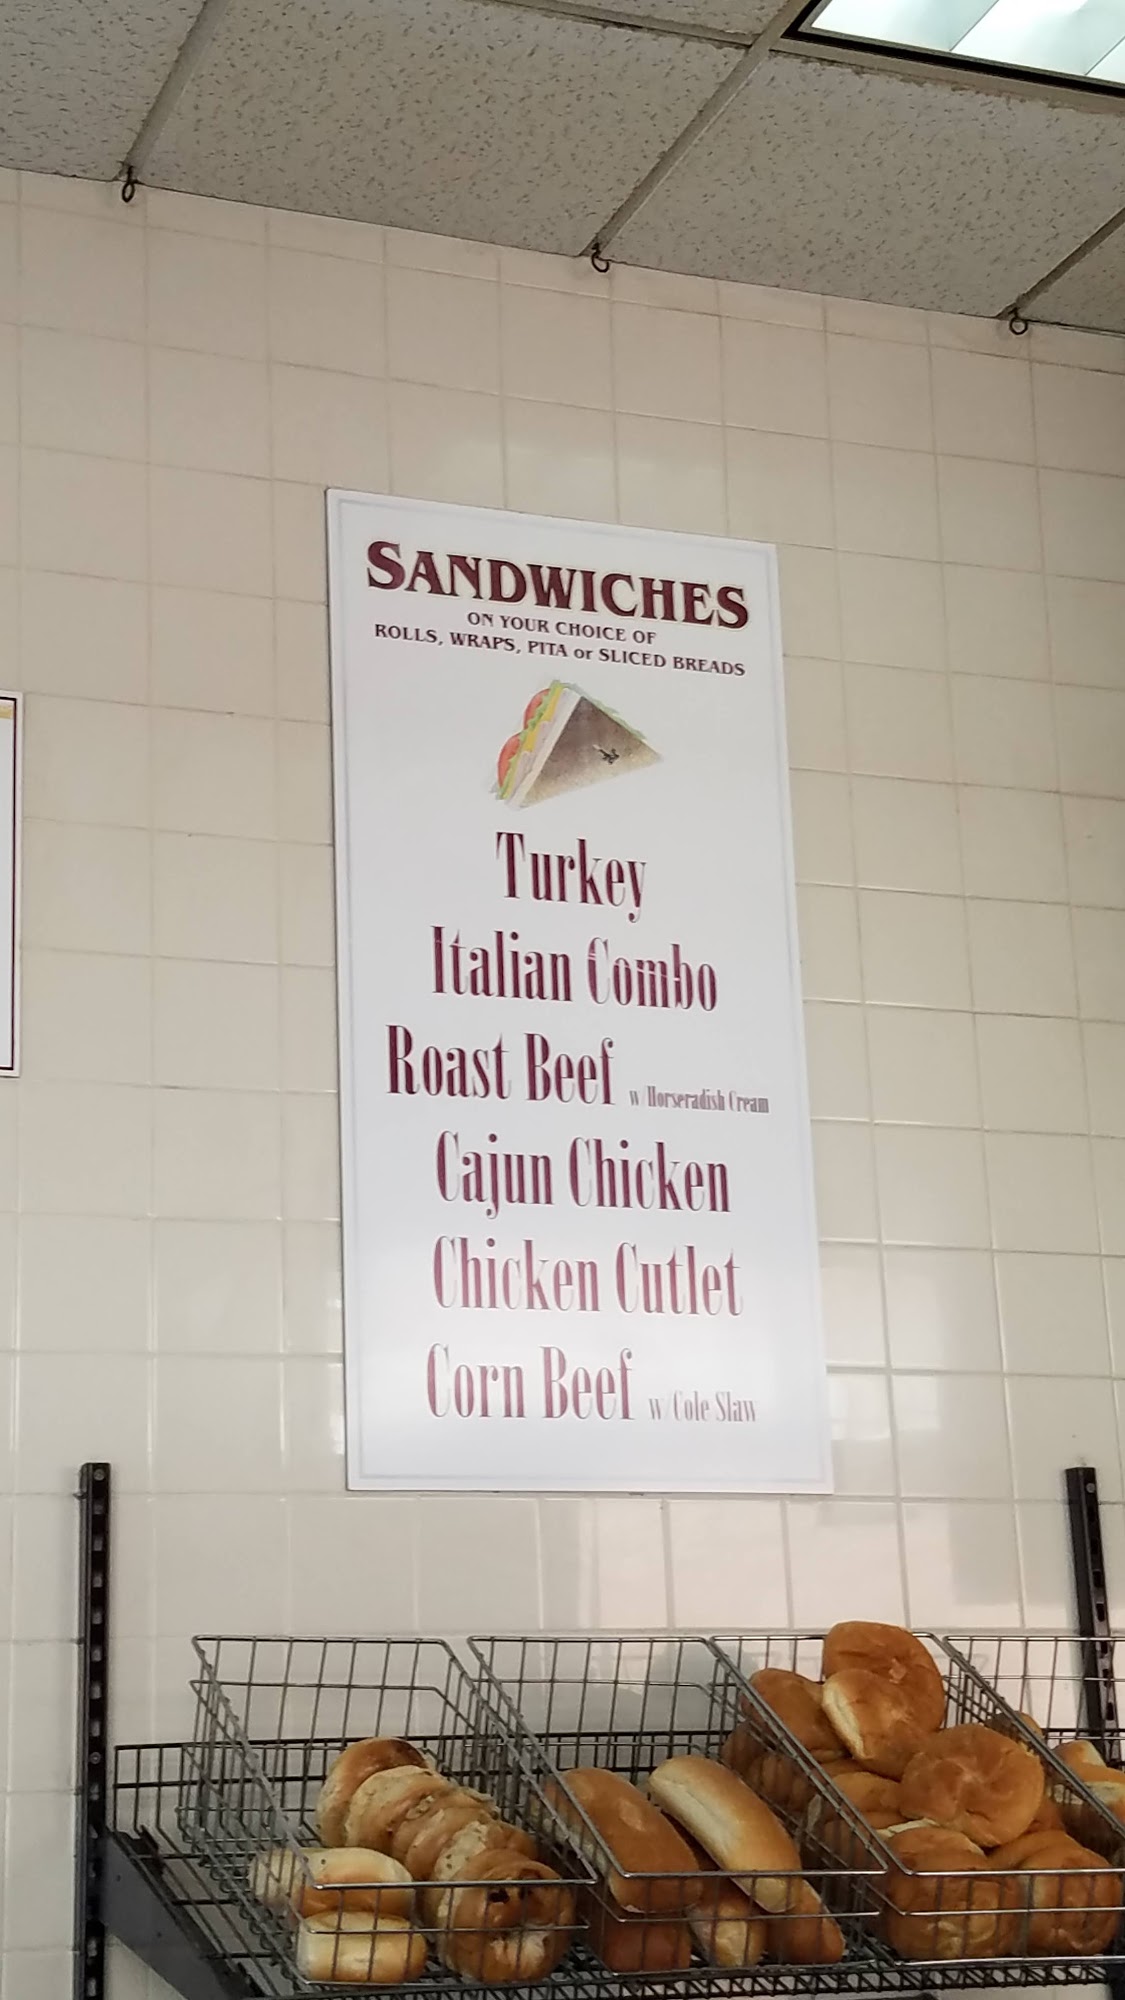 SANDWICHES
ON YOUR CHOICE OF
ROLLS, WRAPS, PITA or SLICED BREADS
Turkey
Italian Combo
Roast Beef w/Horseradish Cream
Cajun Chicken
Chicken Cutlet
Corn Beef w/Cole Slaw